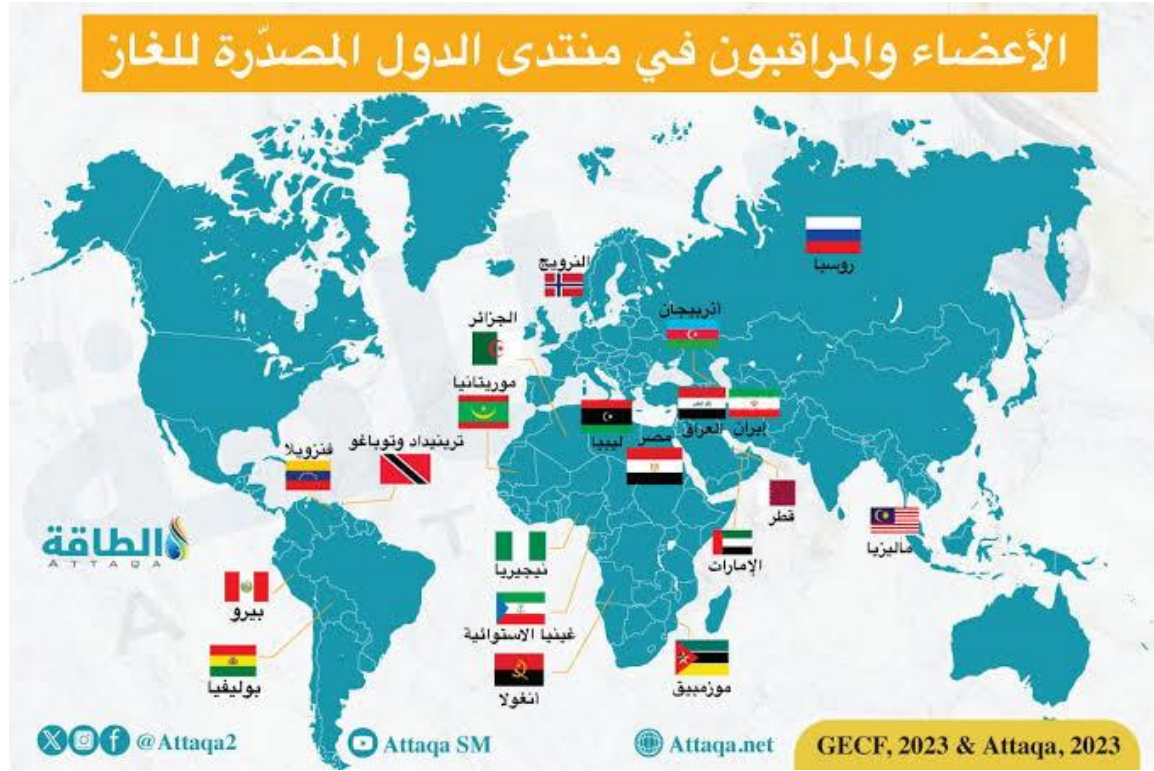 الأعضاء والمراقبون في منتدى الدول المصدّرة للغاز
روسيا
النرويج
أذربيجان
الجزائر
موريتانيا
ليبيا
مصر
العراق
إيران
فنزويلا
ترينيداد وتوباغو
قطر
ماليزيا
الإمارات
نيجيريا
بيرو
غينيا الاستوائية
بوليفيا
أنغولا
موزمبيق
الطاقة
ATTAQA
@Attaqa2
Attaqa SM
Attaqa.net
GECF, 2023 & Attaqa, 2023